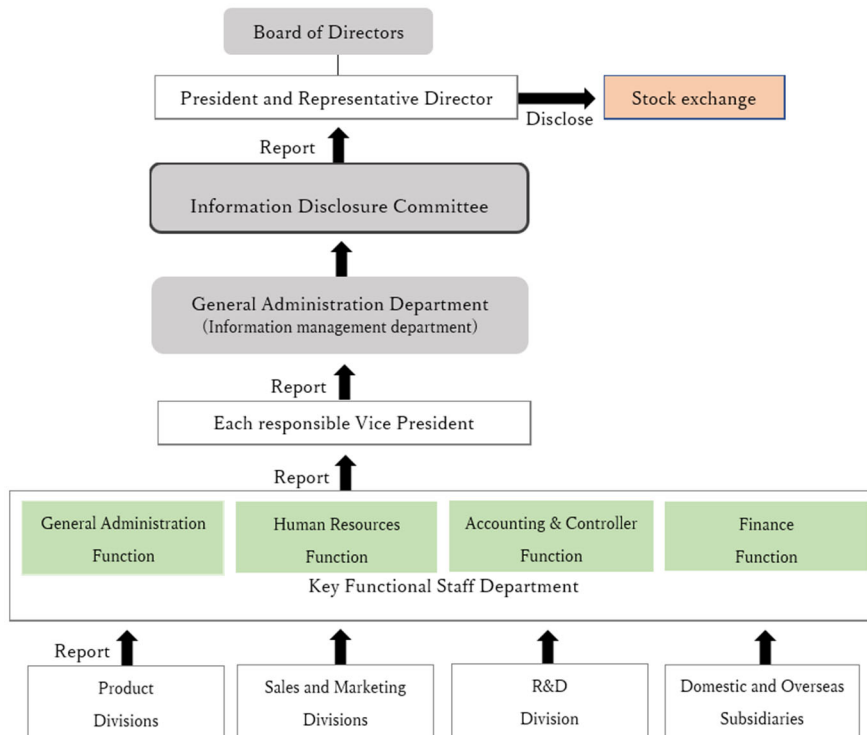 Board of Directors
President and Representative Director
Stock exchange
Disclose
Report
Information Disclosure Committee
General Administration Department
(Information management department)
Report
Each responsible Vice President
Report
General Administration
Function
Human Resources
Function
Accounting & Controller
Function
Finance
Function
Key Functional Staff Department
Report
Product
Divisions
Sales and Marketing
Divisions
R&D
Division
Domestic and Overseas
Subsidiaries